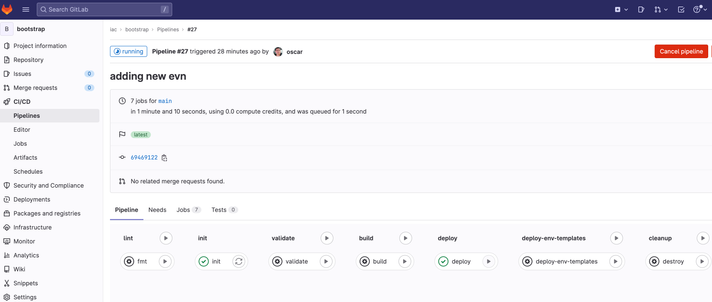 Search GitLab /
B bootstrap
iac > bootstrap > Pipelines > #27
Project information
running Pipeline #27 triggered 28 minutes ago by oscar Cancel pipeline
Repository
Issues 0
adding new evn
Merge requests 0
CI/CD
7 jobs for main
in 1 minute and 10 seconds, using 0.0 compute credits, and was queued for 1 second
Pipelines
Editor
latest
Jobs
Artifacts
69469122
Schedules
Security and Compliance
No related merge requests found.
Deployments
Packages and registries
Pipeline Needs Jobs 7 Tests 0
Infrastructure
Monitor
lint init validate build deploy deploy-env-templates cleanup
Analytics
fmt init validate build deploy deploy-env-templates destroy
Wiki
Snippets
Settings